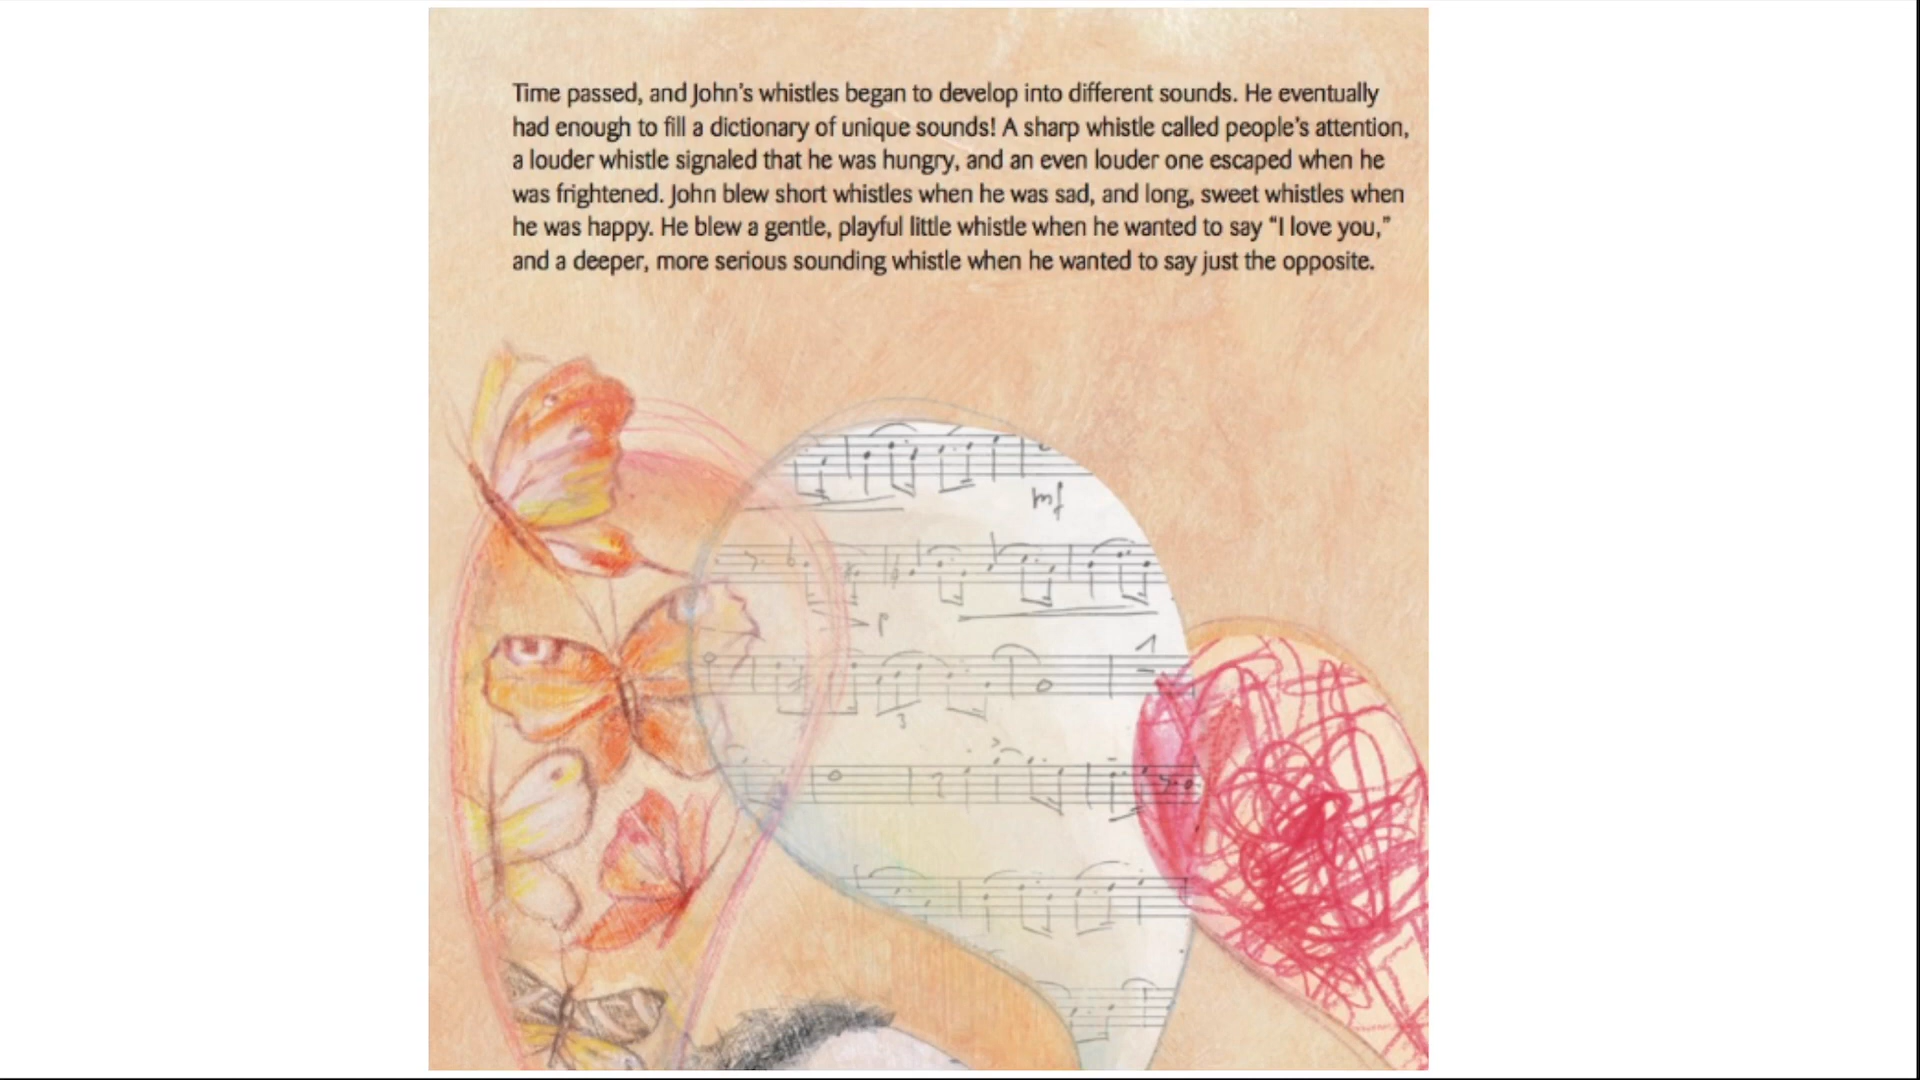 Time passed, and John’s whistles began to develop into different sounds. He eventually
had enough to fill a dictionary of unique sounds! A sharp whistle called people’s attention,
a louder whistle signaled that he was hungry, and an even louder one escaped when he
was frightened. John blew short whistles when he was sad, and long, sweet whistles when
he was happy. He blew a gentle, playful little whistle when he wanted to say “I love you,”
and a deeper, more serious sounding whistle when he wanted to say just the opposite.
mf
p
3